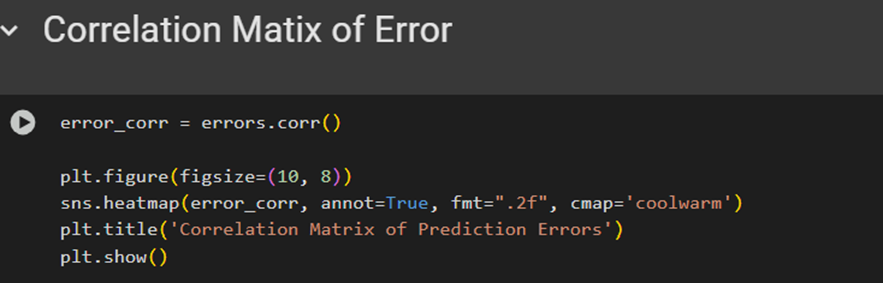 Correlation Matix of Error
error_corr = errors.corr()
plt.figure(figsize=(10, 8))
sns.heatmap(error_corr, annot=True, fmt=".2f", cmap='coolwarm')
plt.title('Correlation Matrix of Prediction Errors')
plt.show()